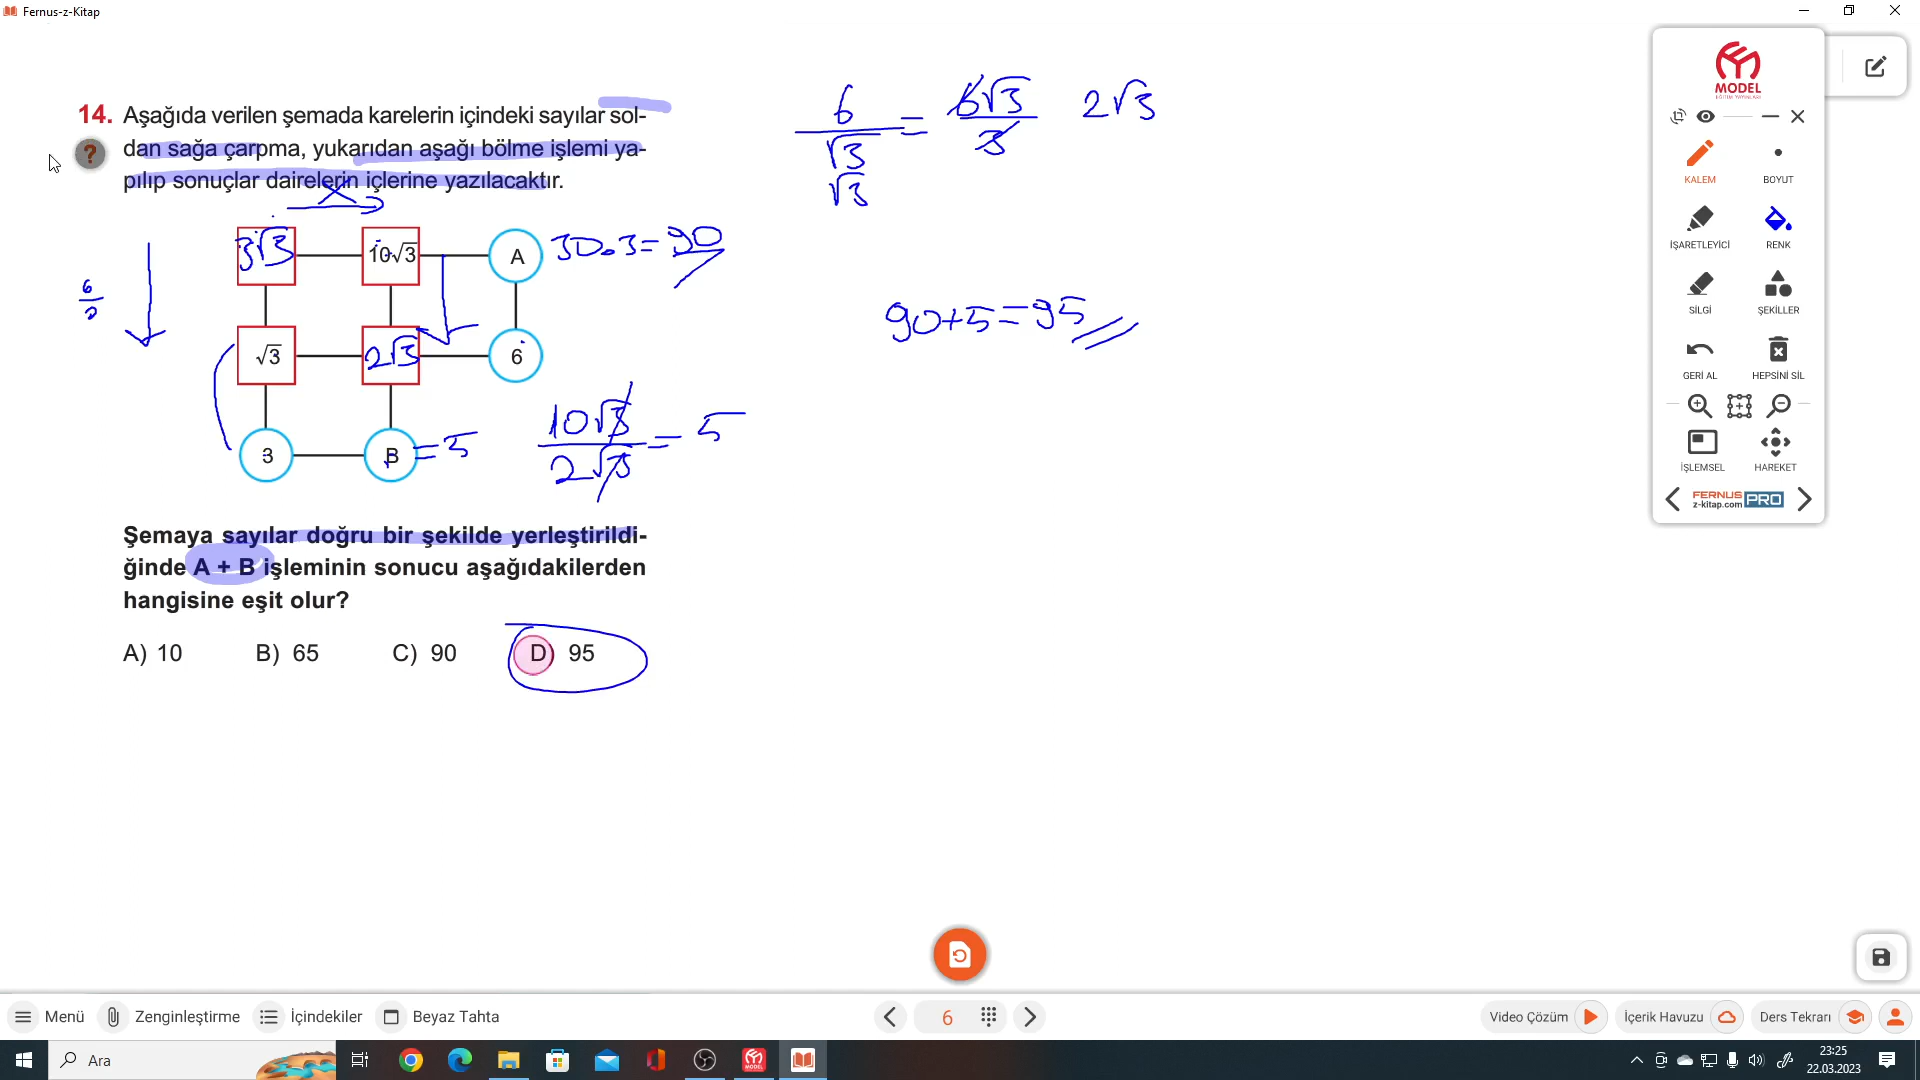 Fernus-z-Kitap
14. Aşağıda verilen şemada karelerin içindeki sayılar sol-
dan sağa çarpma, yukarıdan aşağı bölme işlemi ya-
pılıp sonuçlar dairelerin içlerine yazılacaktır.
?
X
3√3 10√3 A 30.3=90
√3 2√3 6
3 B =5
10√3 / 2√3 = 5
6/√3 = 6√3/3 2√3
√3
90+5=95
Şemaya sayılar doğru bir şekilde yerleştirildi-
ğinde A + B işleminin sonucu aşağıdakilerden
hangisine eşit olur?
A) 10 B) 65 C) 90 D) 95
MODEL
EĞİTİM YAYINLARI
KALEM BOYUT
İŞARETLEYİCİ RENK
SİLGİ ŞEKİLLER
GERİ AL HEPSİNİ SİL
İŞLEMSEL HAREKET
FERNUS PRO
z-kitap.com
Menü Zenginleştirme İçindekiler Beyaz Tahta 6 Video Çözüm İçerik Havuzu Ders Tekrarı
Ara
MODEL
23:25
22.03.2023